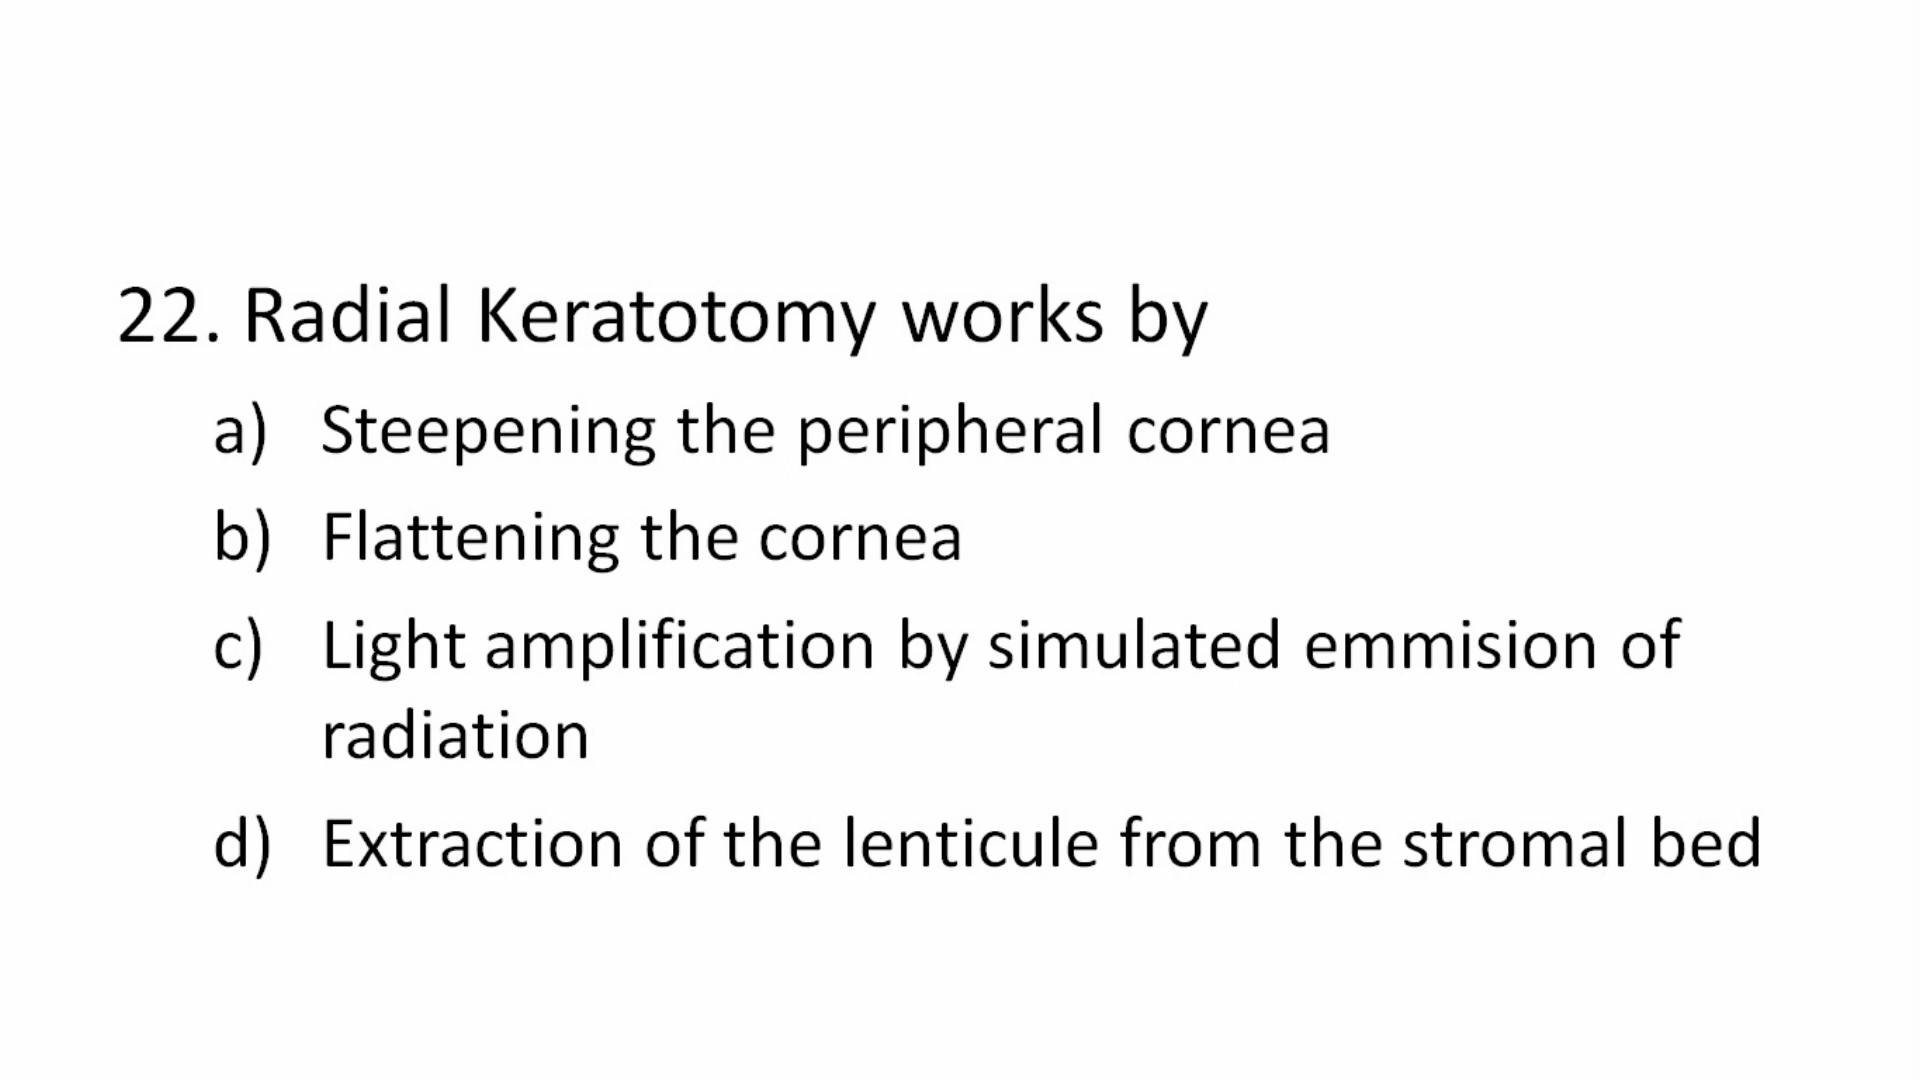 22. Radial Keratotomy works by
a) Steepening the peripheral cornea
b) Flattening the cornea
c) Light amplification by simulated emmision of
radiation
d) Extraction of the lenticule from the stromal bed